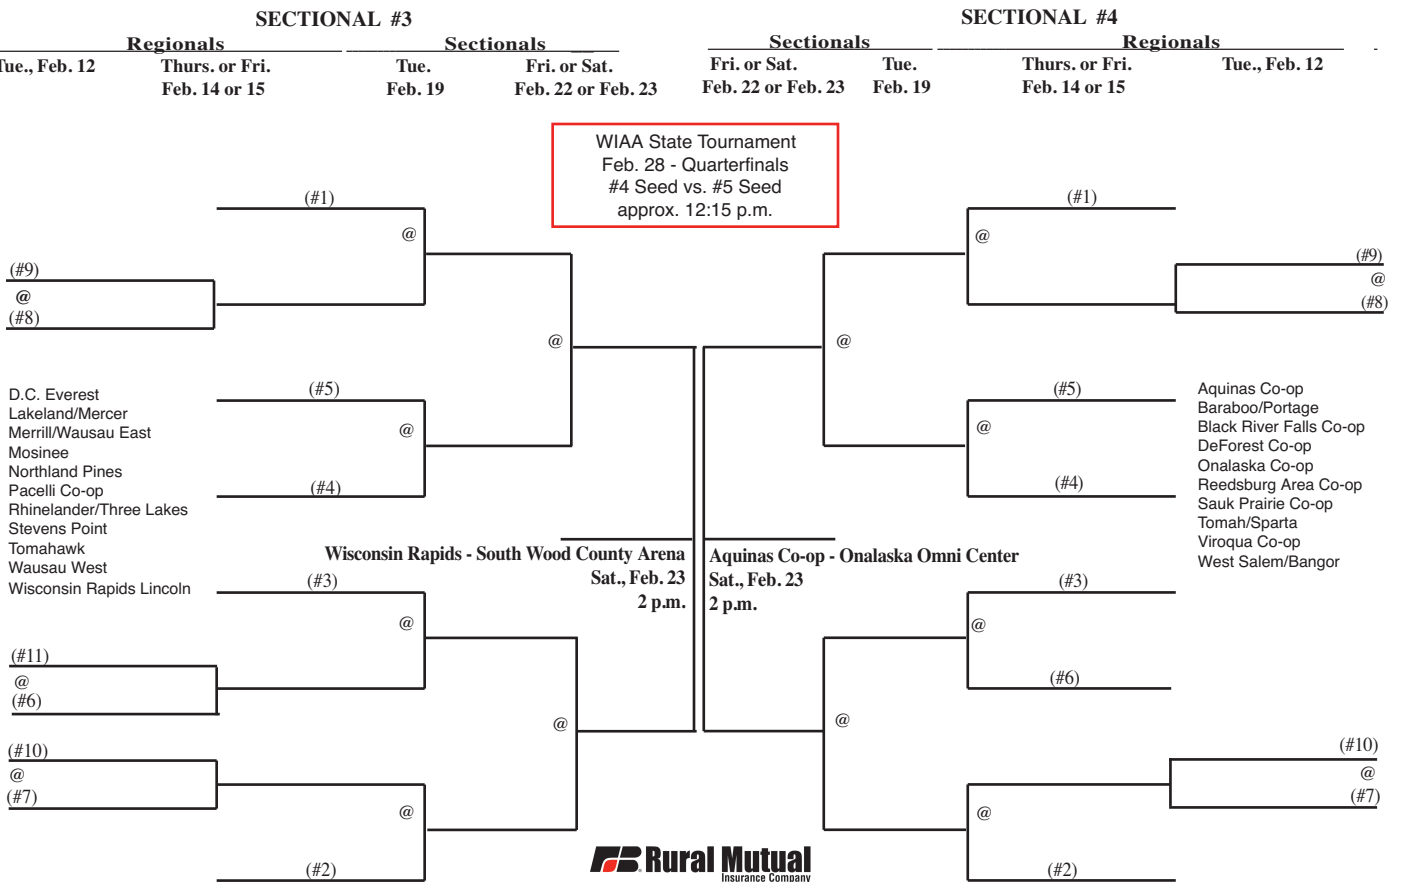 SECTIONAL #3
Regionals
Sectionals
Tue., Feb. 12
Thurs. or Fri.
Feb. 14 or 15
Tue.
Feb. 19
Fri. or Sat.
Feb. 22 or Feb. 23
SECTIONAL #4
Sectionals
Regionals
Fri. or Sat.
Feb. 22 or Feb. 23
Tue.
Feb. 19
Thurs. or Fri.
Feb. 14 or 15
Tue., Feb. 12
WIAA State Tournament
Feb. 28 - Quarterfinals
#4 Seed vs. #5 Seed
approx. 12:15 p.m.
(#1)
@
(#9)
@
(#8)
@
(#5)
@
(#4)
D.C. Everest
Lakeland/Mercer
Merrill/Wausau East
Mosinee
Northland Pines
Pacelli Co-op
Rhinelander/Three Lakes
Stevens Point
Tomahawk
Wausau West
Wisconsin Rapids Lincoln
Wisconsin Rapids - South Wood County Arena
Sat., Feb. 23
2 p.m.
(#3)
@
(#11)
@
(#6)
@
(#10)
@
(#7)
@
(#2)
(#1)
@
(#9)
@
(#8)
@
(#5)
@
(#4)
Aquinas Co-op
Baraboo/Portage
Black River Falls Co-op
DeForest Co-op
Onalaska Co-op
Reedsburg Area Co-op
Sauk Prairie Co-op
Tomah/Sparta
Viroqua Co-op
West Salem/Bangor
Aquinas Co-op - Onalaska Omni Center
Sat., Feb. 23
2 p.m.
(#3)
@
(#6)
@
(#10)
@
(#7)
@
(#2)
Rural Mutual
Insurance Company